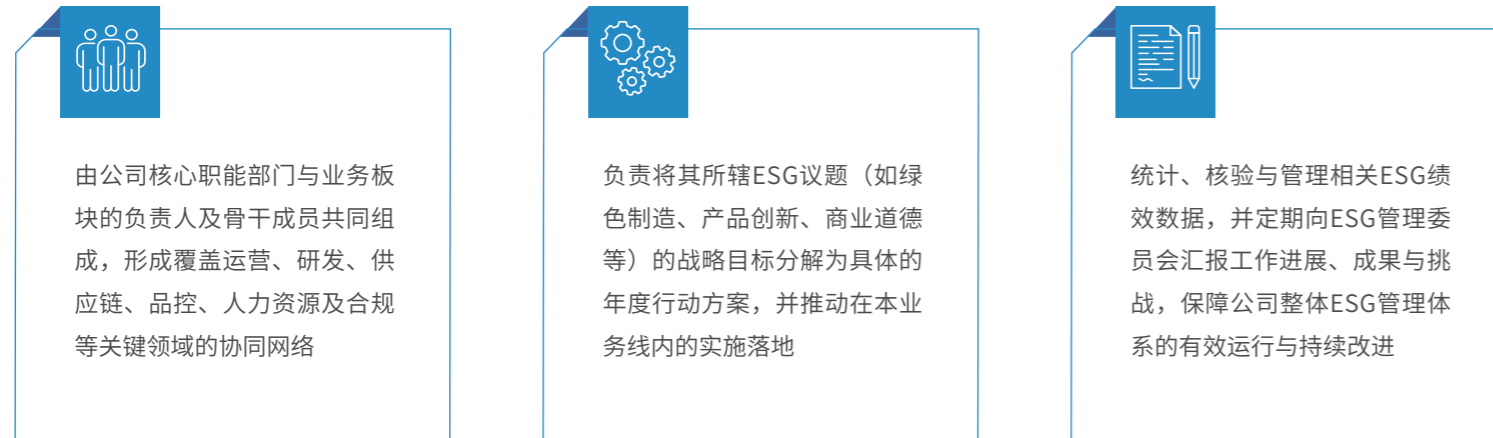 由公司核心职能部门与业务板
块的负责人及骨干成员共同组
成，形成覆盖运营、研发、供
应链、品控、人力资源及合规
等关键领域的协同网络
负责将其所辖ESG议题（如绿
色制造、产品创新、商业道德
等）的战略目标分解为具体的
年度行动方案，并推动在本业
务线内的实施落地
统计、核验与管理相关ESG绩
效数据，并定期向ESG管理委
员会汇报工作进展、成果与挑
战，保障公司整体ESG管理体
系的有效运行与持续改进